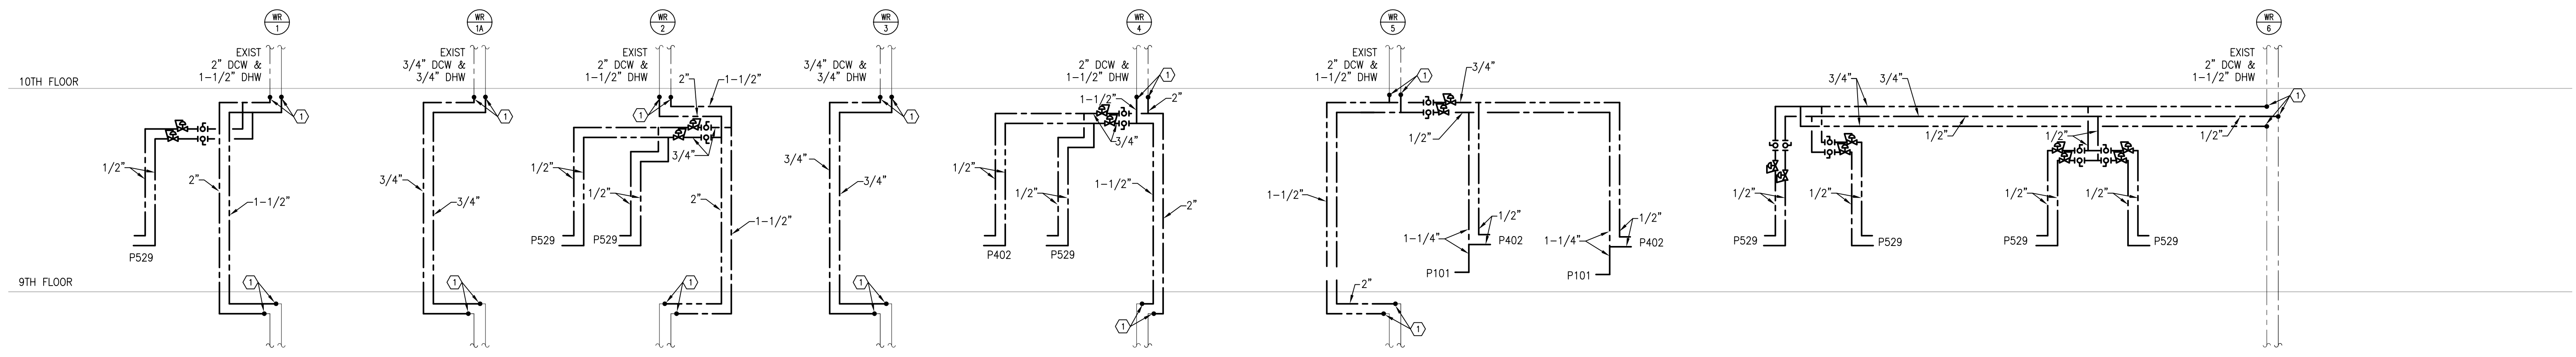 WR
1
EXIST
2" DCW &
1-1/2" DHW
1
1/2"
2"
1-1/2"
P529
1
WR
1A
EXIST
3/4" DCW &
3/4" DHW
1
3/4"
3/4"
1
WR
2
EXIST
2" DCW &
1-1/2" DHW
2"
1-1/2"
1
3/4"
1/2"
1/2"
2"
1-1/2"
P529
P529
1
WR
3
EXIST
3/4" DCW &
3/4" DHW
1
3/4"
3/4"
1
WR
4
EXIST
2" DCW &
1-1/2" DHW
1
1-1/2"
2"
3/4"
1/2"
1/2"
1-1/2"
2"
P402
P529
1
WR
5
EXIST
2" DCW &
1-1/2" DHW
1
3/4"
1/2"
1-1/2"
1/2"
1-1/4"
P402
P101
1/2"
1-1/4"
P402
P101
2"
1
WR
6
EXIST
2" DCW &
1-1/2" DHW
1
3/4"
3/4"
1/2"
1/2"
1/2"
1/2"
1/2"
1/2"
1/2"
P529
P529
P529
P529
10TH FLOOR
9TH FLOOR